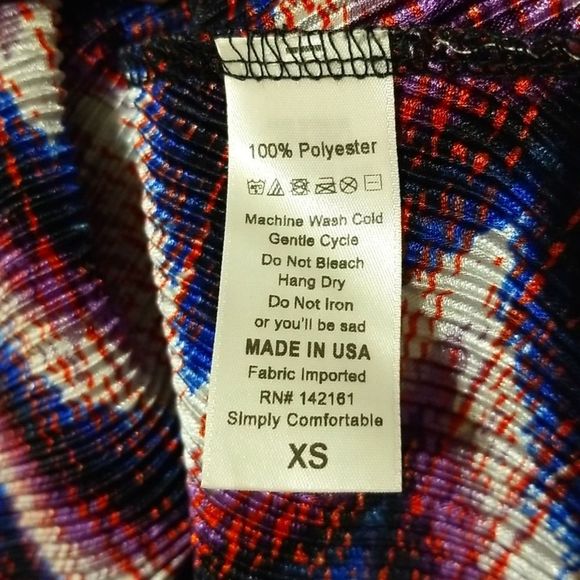 100% Polyester
Machine Wash Cold
Gentle Cycle
Do Not Bleach
Hang Dry
Do Not Iron
or you'll be sad
MADE IN USA
Fabric Imported
RN# 142161
Simply Comfortable
XS